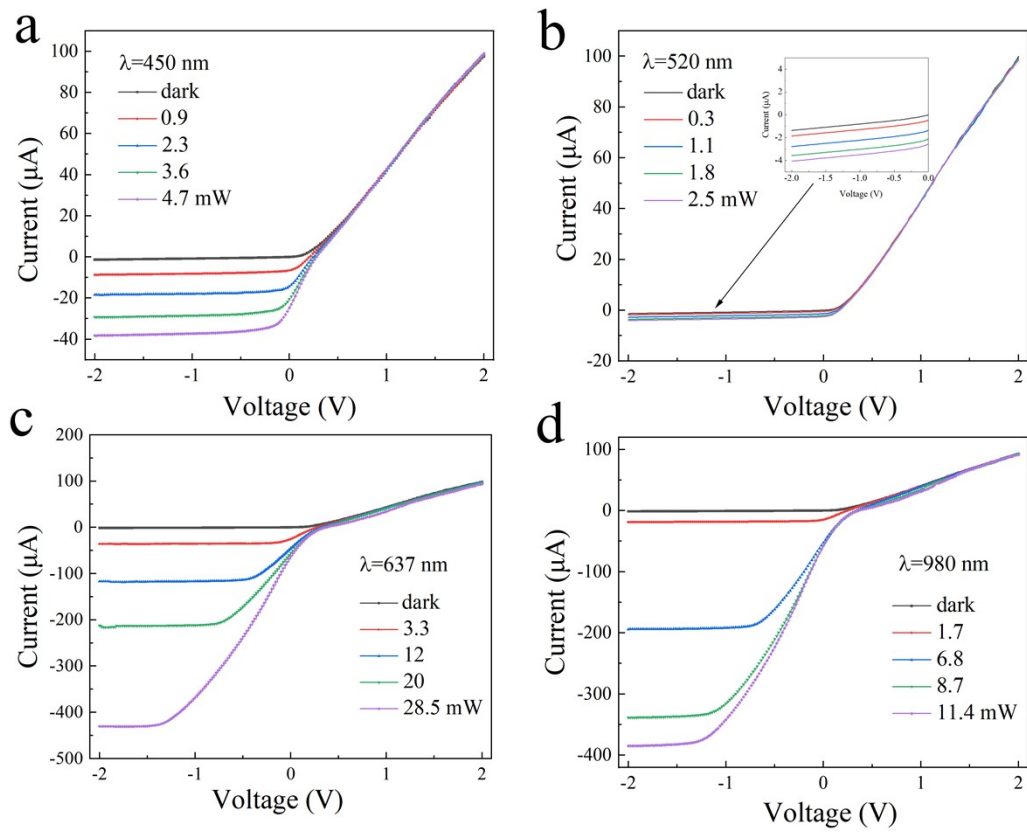 a
λ=450 nm
dark
0.9
2.3
3.6
4.7 mW
100
80
60
40
20
0
-20
-40
Current (µA)
-2
-1
0
1
2
Voltage (V)
b
λ=520 nm
dark
0.3
1.1
1.8
2.5 mW
100
80
60
40
20
0
-20
Current (µA)
-2
-1
0
1
2
Voltage (V)
4
2
0
-2
-4
Current (µA)
-2.0
-1.5
-1.0
-0.5
0.0
Voltage (V)
c
200
100
0
-100
-200
-300
-400
-500
Current (µA)
λ=637 nm
dark
3.3
12
20
28.5 mW
-2
-1
0
1
2
Voltage (V)
d
100
0
-100
-200
-300
-400
Current (µA)
λ=980 nm
dark
1.7
6.8
8.7
11.4 mW
-2
-1
0
1
2
Voltage (V)